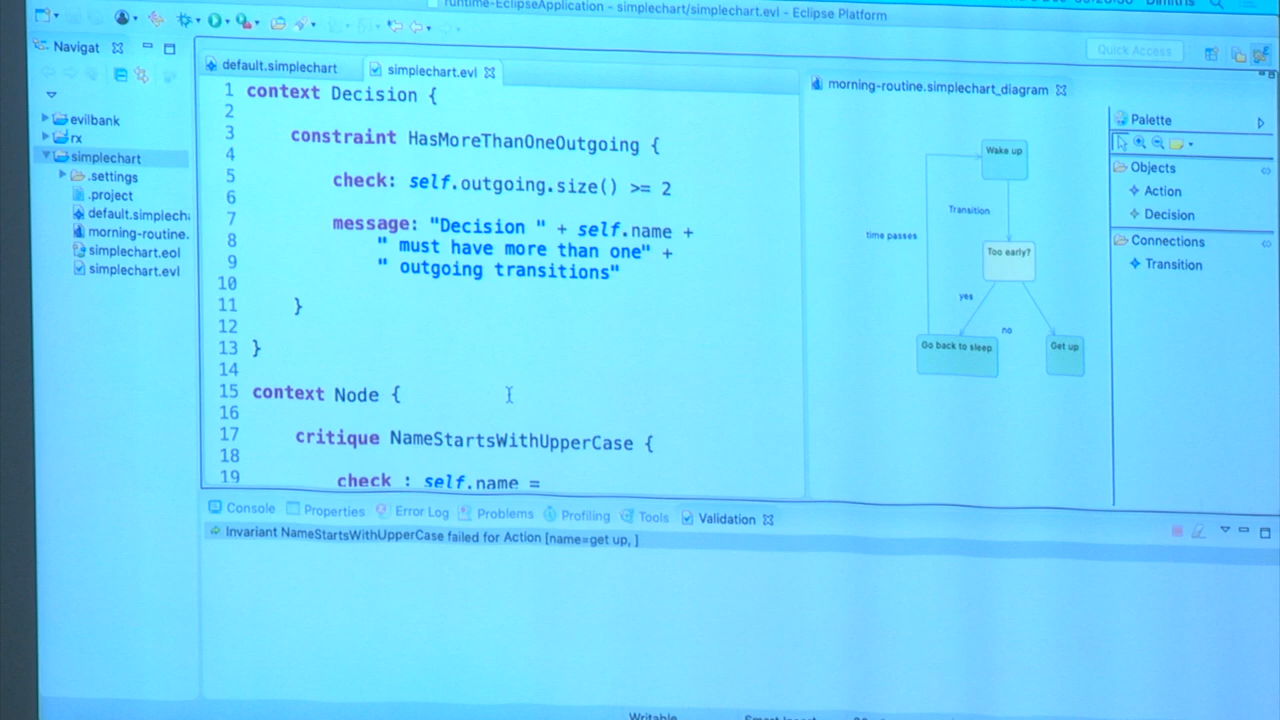 runtime-EclipseApplication - simplechart/simplechart.evl - Eclipse Platform
Dimitris
Quick Access
Navigat
evilbank
rx
simplechart
.settings
.project
default.simplech
morning-routine.
simplechart.eol
simplechart.evl
default.simplechart
simplechart.evl
1 context Decision {
2
3 constraint HasMoreThanOneOutgoing {
4
5 check: self.outgoing.size() >= 2
6
7 message: "Decision " + self.name +
8 " must have more than one" +
9 " outgoing transitions"
10
11 }
12
13 }
14
15 context Node {
16
17 critique NameStartsWithUpperCase {
18
19 check : self.name =
morning-routine.simplechart_diagram
Wake up
Transition
time passes
Too early?
yes
no
Go back to sleep
Get up
Palette
Objects
Action
Decision
Connections
Transition
Console
Properties
Error Log
Problems
Profiling
Tools
Validation
Invariant NameStartsWithUpperCase failed for Action [name=get up, ]
Writable